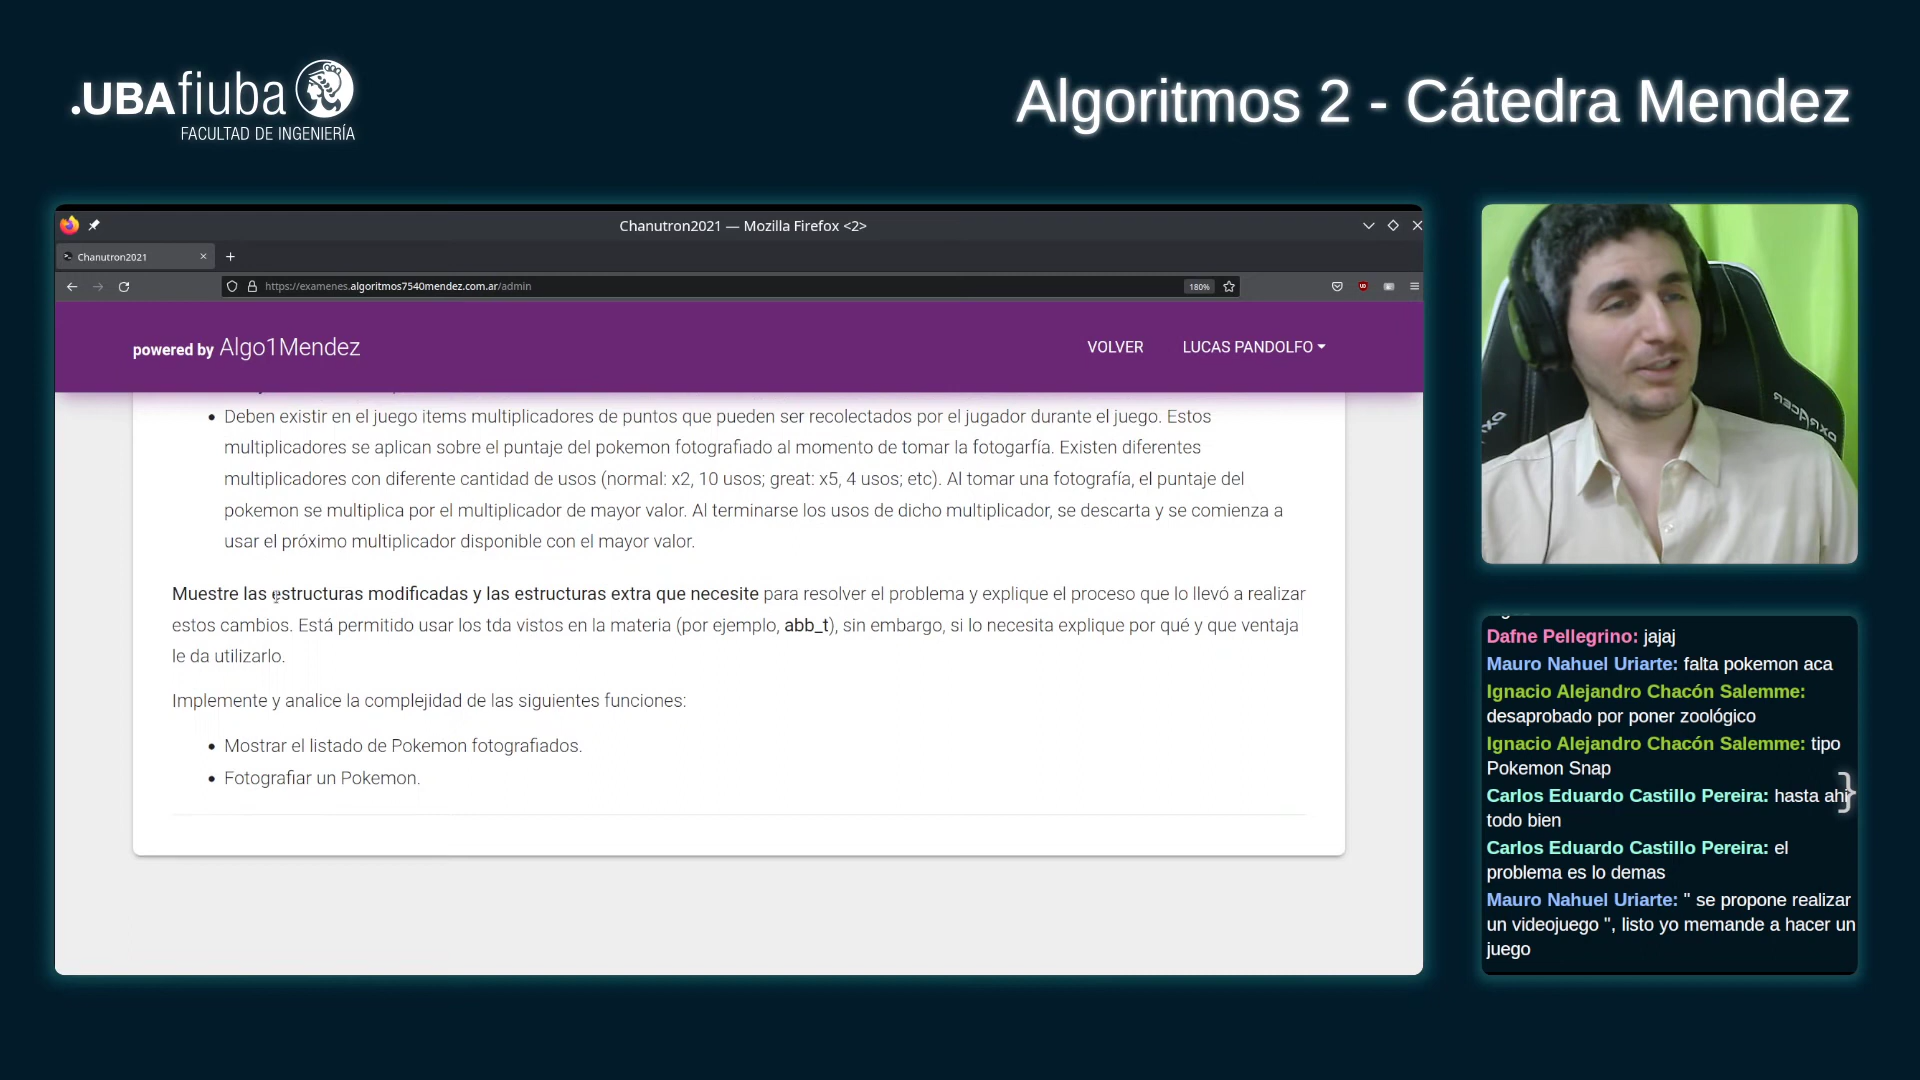 .UBAfiuba
FACULTAD DE INGENIERÍA
Algoritmos 2 - Cátedra Mendez
Chanutron2021 — Mozilla Firefox <2>
Chanutron2021
https://examenes.algoritmos7540mendez.com.ar/admin
180%
powered by Algo1Mendez
VOLVER
LUCAS PANDOLFO
• Deben existir en el juego items multiplicadores de puntos que pueden ser recolectados por el jugador durante el juego. Estos
multiplicadores se aplican sobre el puntaje del pokemon fotografiado al momento de tomar la fotogarfía. Existen diferentes
multiplicadores con diferente cantidad de usos (normal: x2, 10 usos; great: x5, 4 usos; etc). Al tomar una fotografía, el puntaje del
pokemon se multiplica por el multiplicador de mayor valor. Al terminarse los usos de dicho multiplicador, se descarta y se comienza a
usar el próximo multiplicador disponible con el mayor valor.
Muestre las estructuras modificadas y las estructuras extra que necesite para resolver el problema y explique el proceso que lo llevó a realizar
estos cambios. Está permitido usar los tda vistos en la materia (por ejemplo, abb_t), sin embargo, si lo necesita explique por qué y que ventaja
le da utilizarlo.
Implemente y analice la complejidad de las siguientes funciones:
• Mostrar el listado de Pokemon fotografiados.
• Fotografiar un Pokemon.
DXRACER
Dafne Pellegrino: jajaj
Mauro Nahuel Uriarte: falta pokemon aca
Ignacio Alejandro Chacón Salemme:
desaprobado por poner zoológico
Ignacio Alejandro Chacón Salemme: tipo
Pokemon Snap
Carlos Eduardo Castillo Pereira: hasta ahi
todo bien
Carlos Eduardo Castillo Pereira: el
problema es lo demas
Mauro Nahuel Uriarte: " se propone realizar
un videojuego ", listo yo memande a hacer un
juego
}